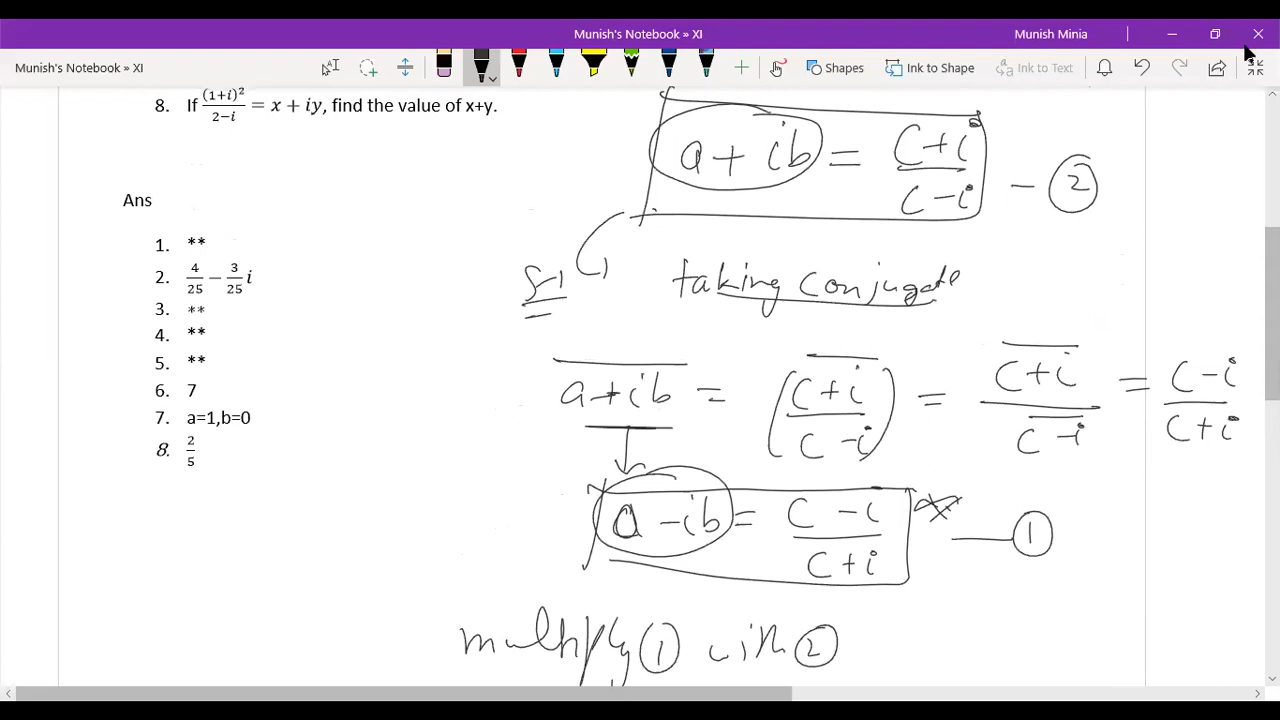 Munish's Notebook » XI
Munish Minia
Munish's Notebook » XI
Shapes
Ink to Shape
Ink to Text
8. If (1+i)²/2−i = x + iy, find the value of x+y.
Ans
1. **
2. 4/25 − 3/25 i
3. **
4. **
5. **
6. 7
7. a=1,b=0
8. 2/5
a + ib = C+i/C−i − ②
S-1
taking conjugate
a+ib = (C+i/C−i) = C+i/C−i = C−i/C+i
a −ib = C −i/C+i — ①
multiply ① with ②